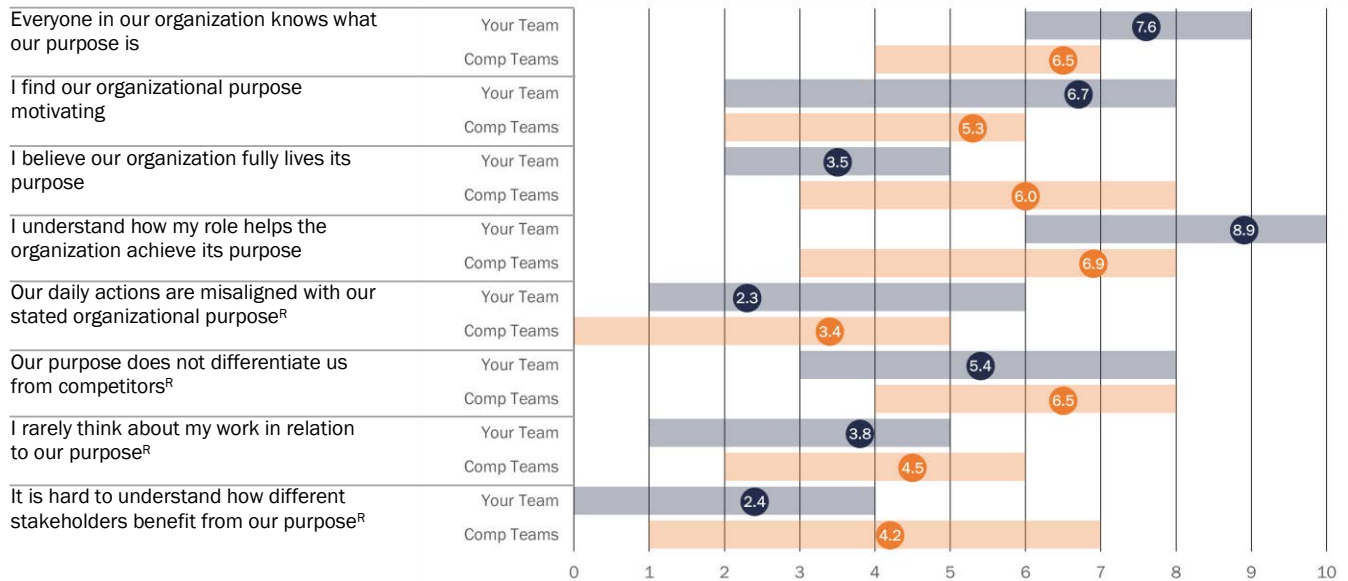 Everyone in our organization knows what
our purpose is
Your Team
7.6
Comp Teams
6.5
I find our organizational purpose
motivating
Your Team
6.7
Comp Teams
5.3
I believe our organization fully lives its
purpose
Your Team
3.5
Comp Teams
6.0
I understand how my role helps the
organization achieve its purpose
Your Team
8.9
Comp Teams
6.9
Our daily actions are misaligned with our
stated organizational purposeᴿ
Your Team
2.3
Comp Teams
3.4
Our purpose does not differentiate us
from competitorsᴿ
Your Team
5.4
Comp Teams
6.5
I rarely think about my work in relation
to our purposeᴿ
Your Team
3.8
Comp Teams
4.5
It is hard to understand how different
stakeholders benefit from our purposeᴿ
Your Team
2.4
Comp Teams
4.2
0 1 2 3 4 5 6 7 8 9 10